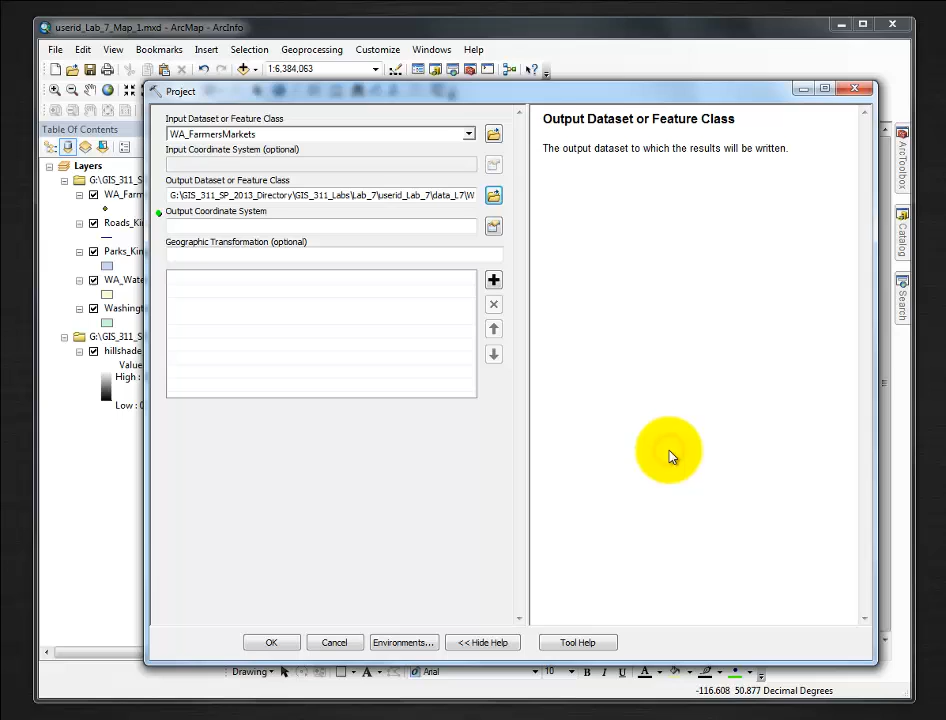 userid_Lab_7_Map_1.mxd - ArcMap - ArcInfo
File Edit View Bookmarks Insert Selection Geoprocessing Customize Windows Help
1:6,384,063
Project
Table Of Contents
Layers
G:\GIS_311_S
WA_Farm
Roads_Kin
Parks_Kin
WA_Wate
Washingt
G:\GIS_311_S
hillshade
Value
High :
Low : 0
Input Dataset or Feature Class
WA_FarmersMarkets
Input Coordinate System (optional)
Output Dataset or Feature Class
G:\GIS_311_SP_2013_Directory\GIS_311_Labs\Lab_7\userid_Lab_7\data_L7\W
Output Coordinate System
Geographic Transformation (optional)
Output Dataset or Feature Class
The output dataset to which the results will be written.
ArcToolbox
Catalog
Search
OK Cancel Environments... << Hide Help Tool Help
Drawing A Arial 10 B I U A
-116.608 50.877 Decimal Degrees